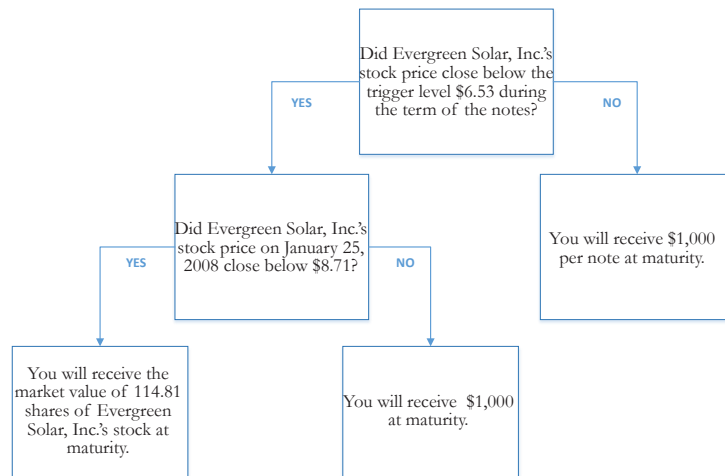 Did Evergreen Solar, Inc.'s
stock price close below the
trigger level $6.53 during
the term of the notes?
YES
NO
Did Evergreen Solar, Inc.'s
stock price on January 25,
2008 close below $8.71?
You will receive $1,000
per note at maturity.
YES
NO
You will receive the
market value of 114.81
shares of Evergreen
Solar, Inc.'s stock at
maturity.
You will receive $1,000
at maturity.